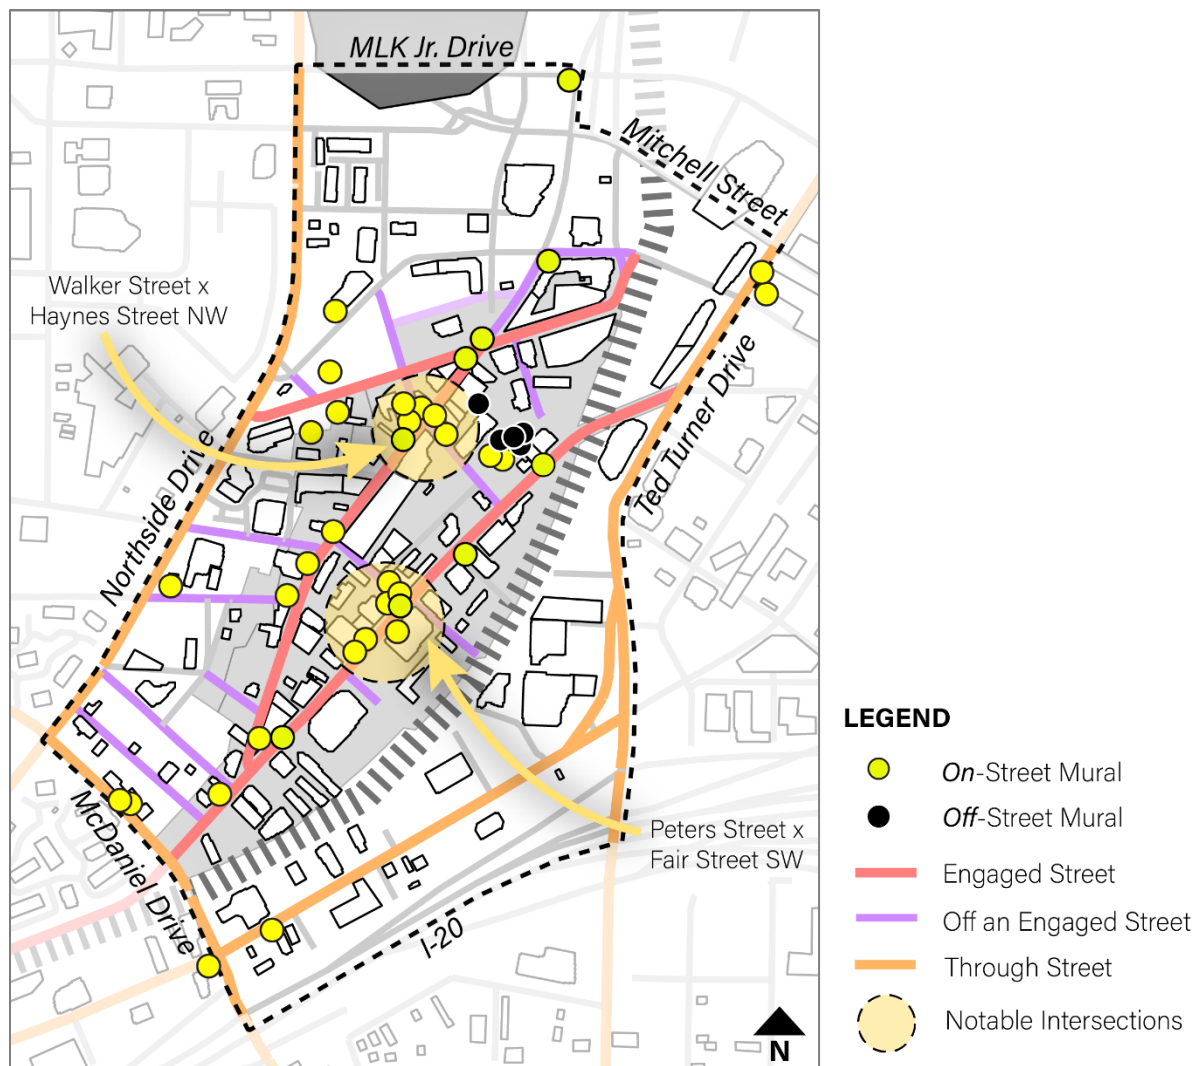 MLK Jr. Drive
Mitchell Street
Walker Street x
Haynes Street NW
Ted Turner Drive
Northside Drive
McDaniel Drive
Peters Street x
Fair Street SW
I-20
N
LEGEND
On-Street Mural
Off-Street Mural
Engaged Street
Off an Engaged Street
Through Street
Notable Intersections